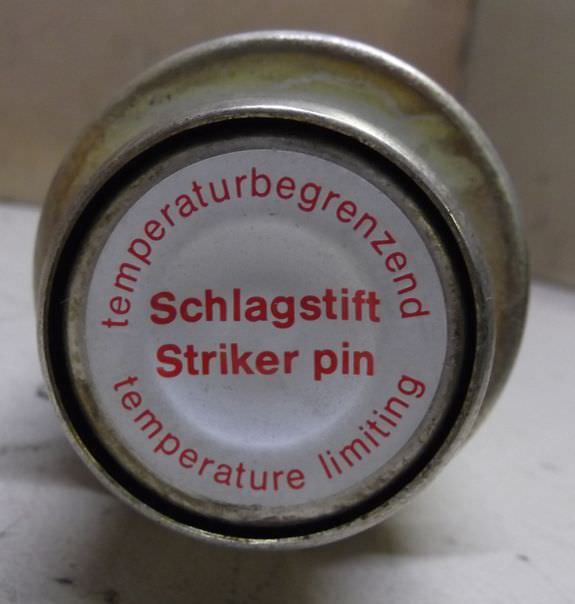 temperaturbegrenzend
Schlagstift
Striker pin
temperature limiting